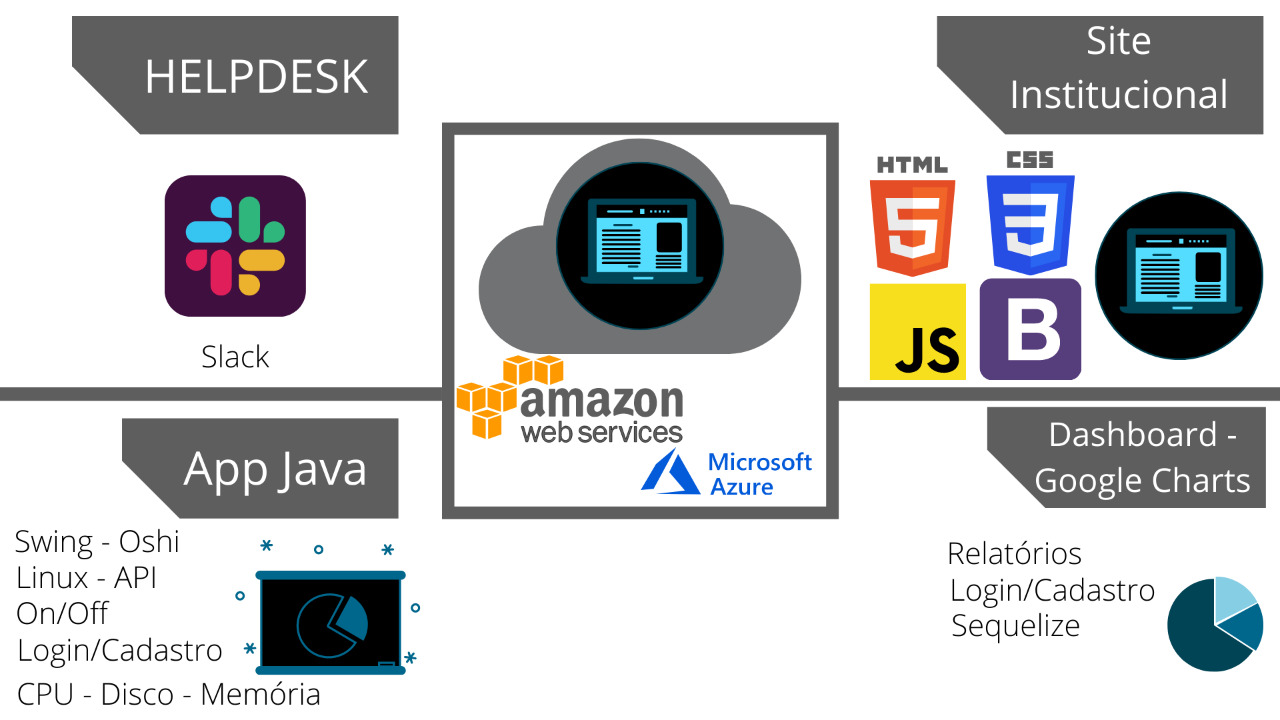 HELPDESK
Slack
Site
Institucional
HTML
5
CSS
3
JS
B
amazon
web services
Microsoft
Azure
App Java
Swing - Oshi
Linux - API
On/Off
Login/Cadastro
CPU - Disco - Memória
Dashboard -
Google Charts
Relatórios
Login/Cadastro
Sequelize